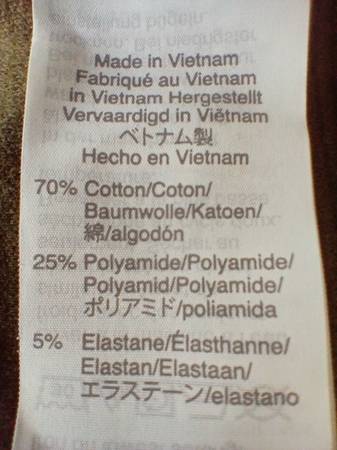 Made in Vietnam
Fabriqué au Vietnam
in Vietnam Hergestellt
Vervaardigd in Viëtnam
ベトナム製
Hecho en Vietnam
70% Cotton/Coton/
Baumwolle/Katoen/
綿/algodón
25% Polyamide/Polyamide/
Polyamid/Polyamide/
ポリアミド/poliamida
5% Elastane/Élasthanne/
Elastan/Elastaan/
エラステーン/elastano